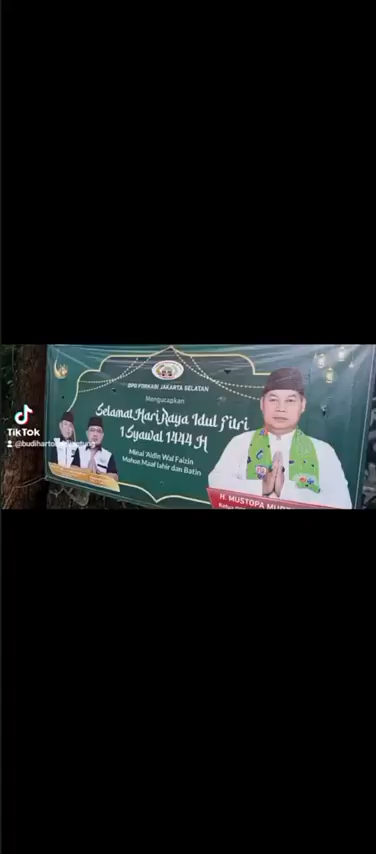 DPD FORKABI JAKARTA SELATAN
Mengucapkan
Selamat Hari Raya Idul Fitri
1 Syawal 1444 H
Minal 'Aidin Wal Faizin
Mohon Maaf lahir dan Batin
H. MUSTOPA
TikTok